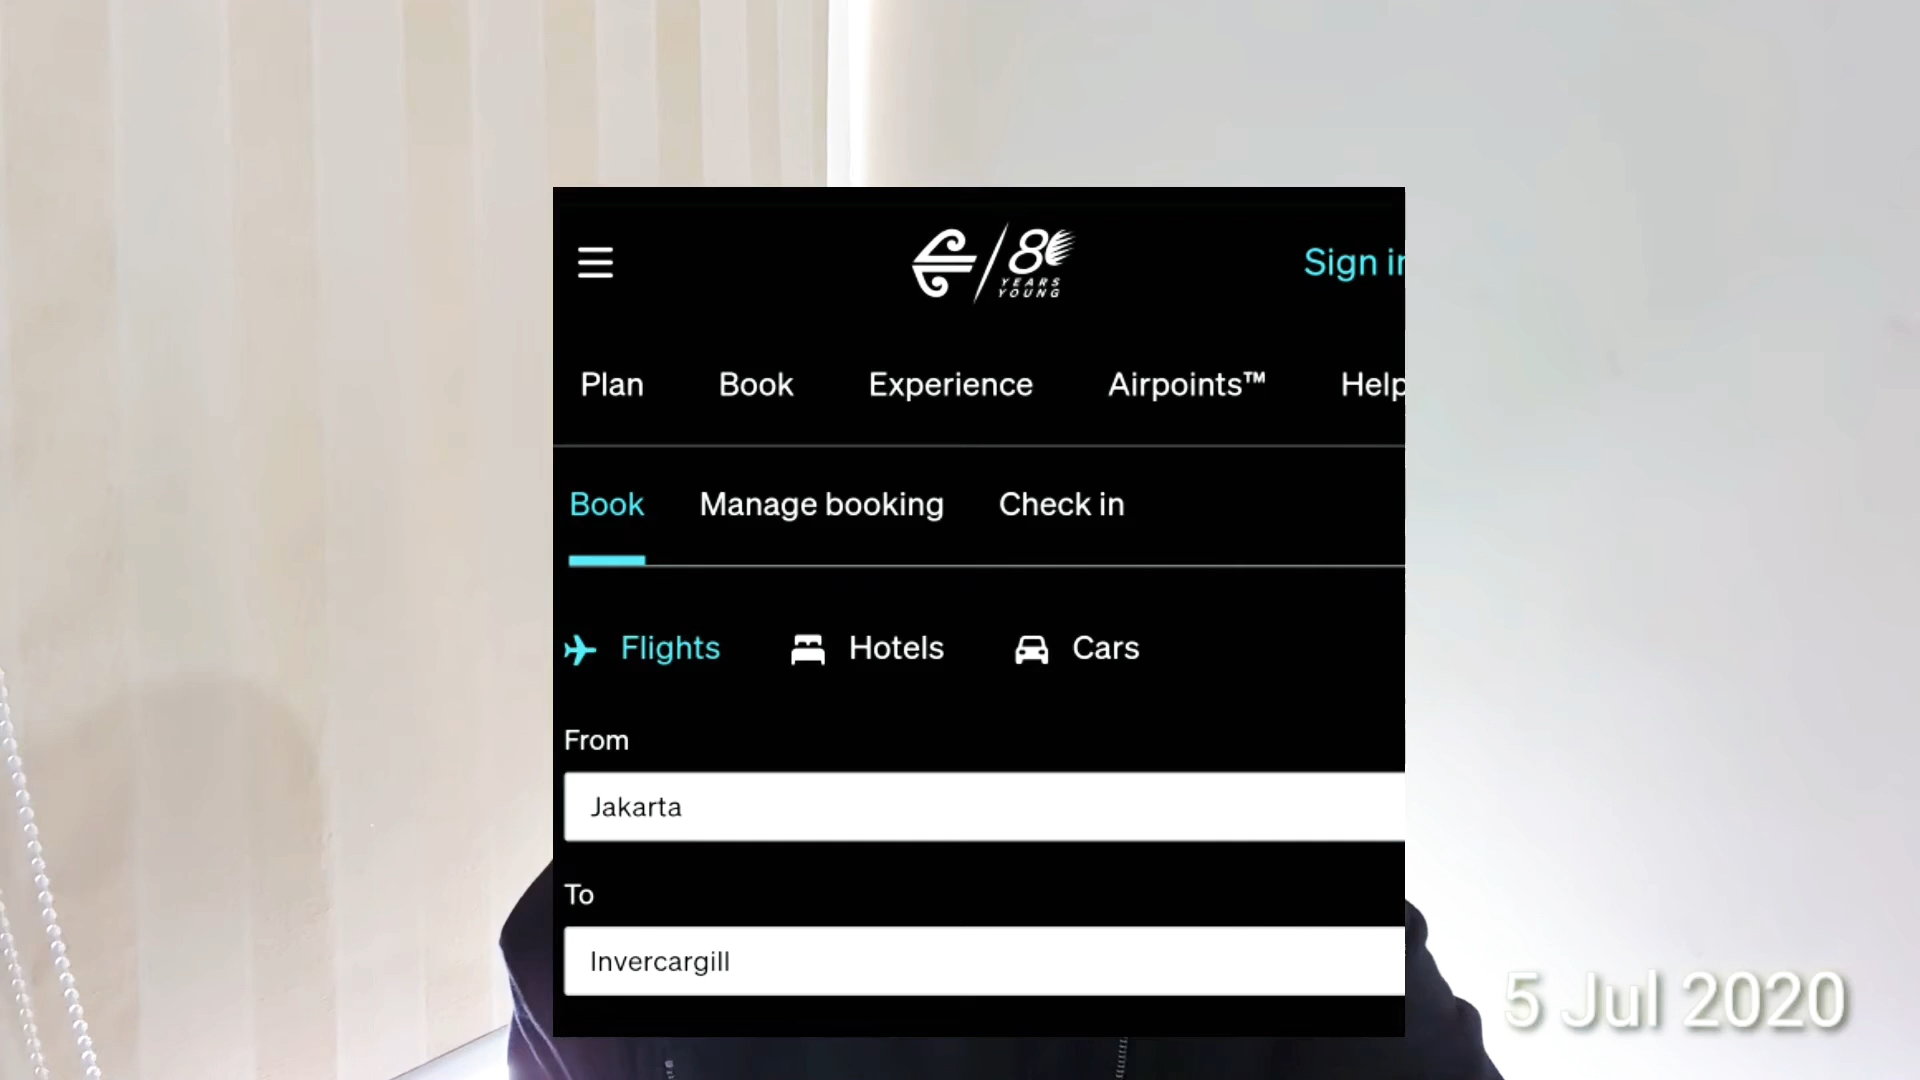 80
YEARS
YOUNG
Sign in
Plan Book Experience Airpoints™ Help
Book Manage booking Check in
Flights Hotels Cars
From
Jakarta
To
Invercargill
5 Jul 2020